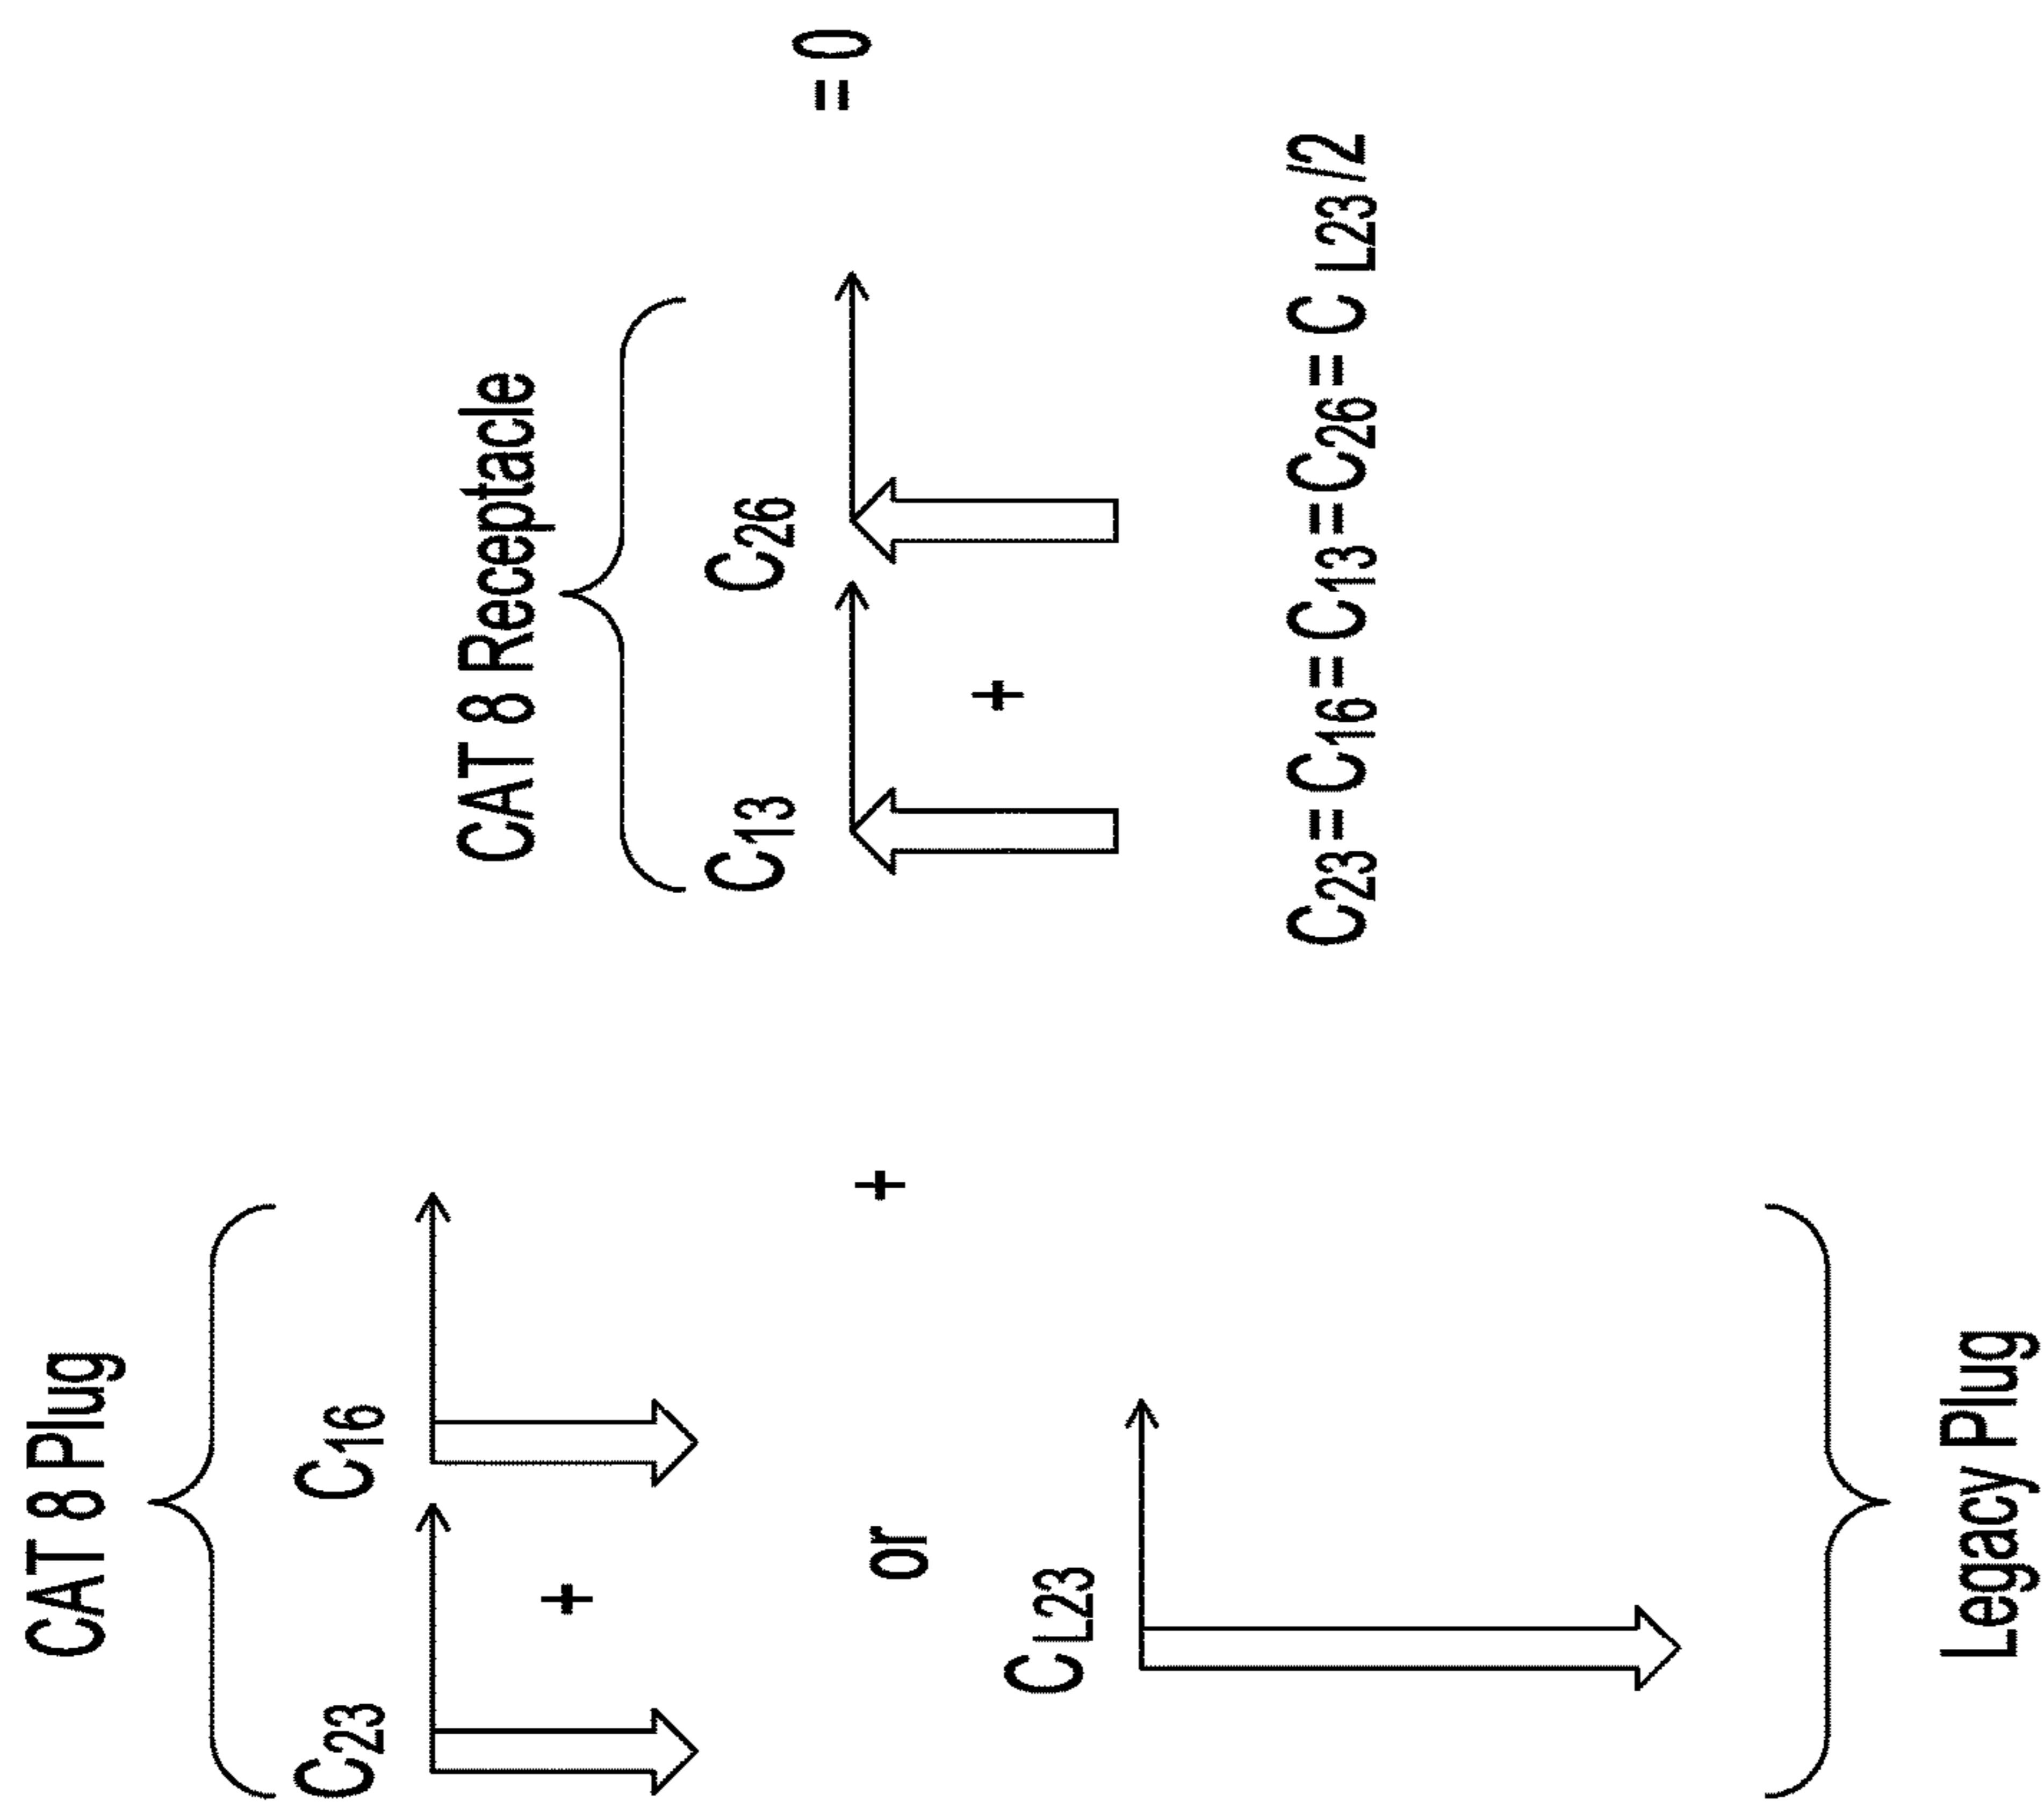 CAT 8 Plug
C23 C16
+
or
CL23
Legacy Plug
+
CAT 8 Receptacle
C13 C26
+
= 0
C23 = C16 = C13 = C26 = C L23 /2